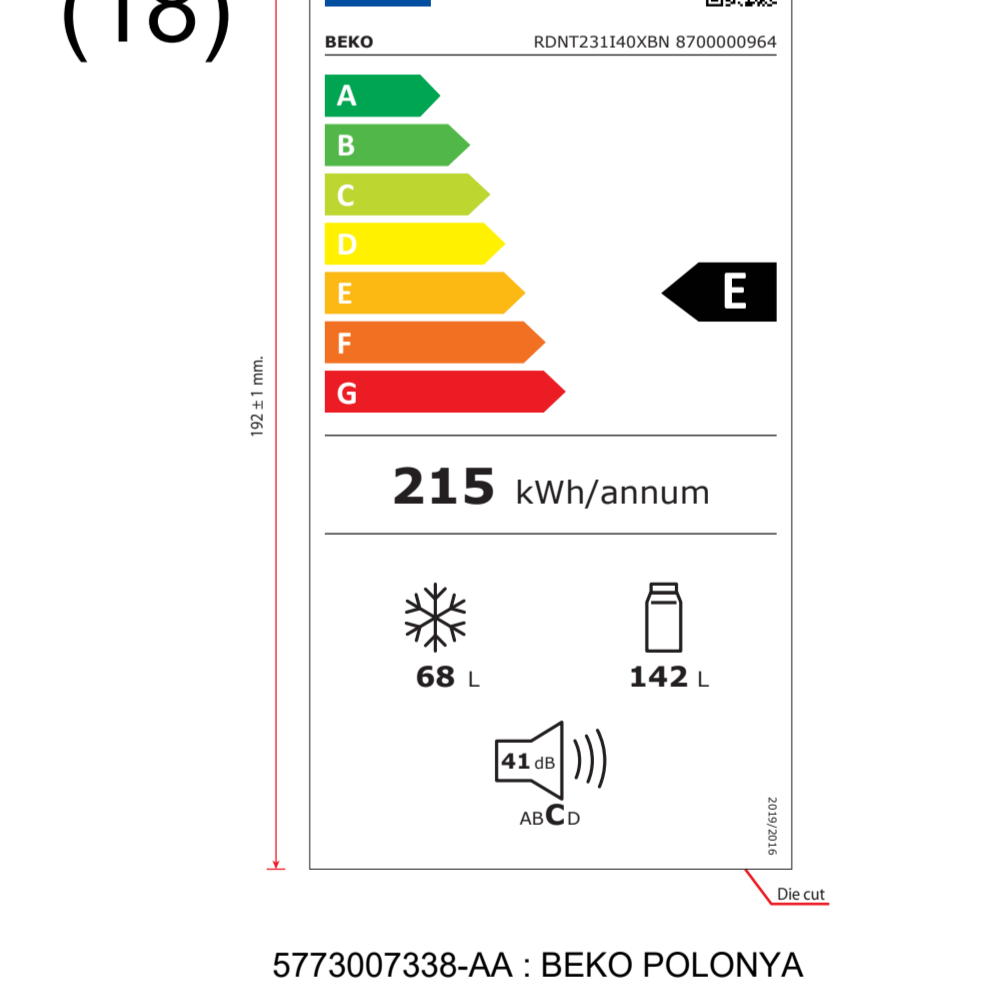 (18)
BEKO RDNT231I40XBN 8700000964
A
B
C
D
E
E
F
G
192 ± 1 mm.
215 kWh/annum
68 L
142 L
41 dB
ABCD
2019/2016
Die cut
5773007338-AA : BEKO POLONYA